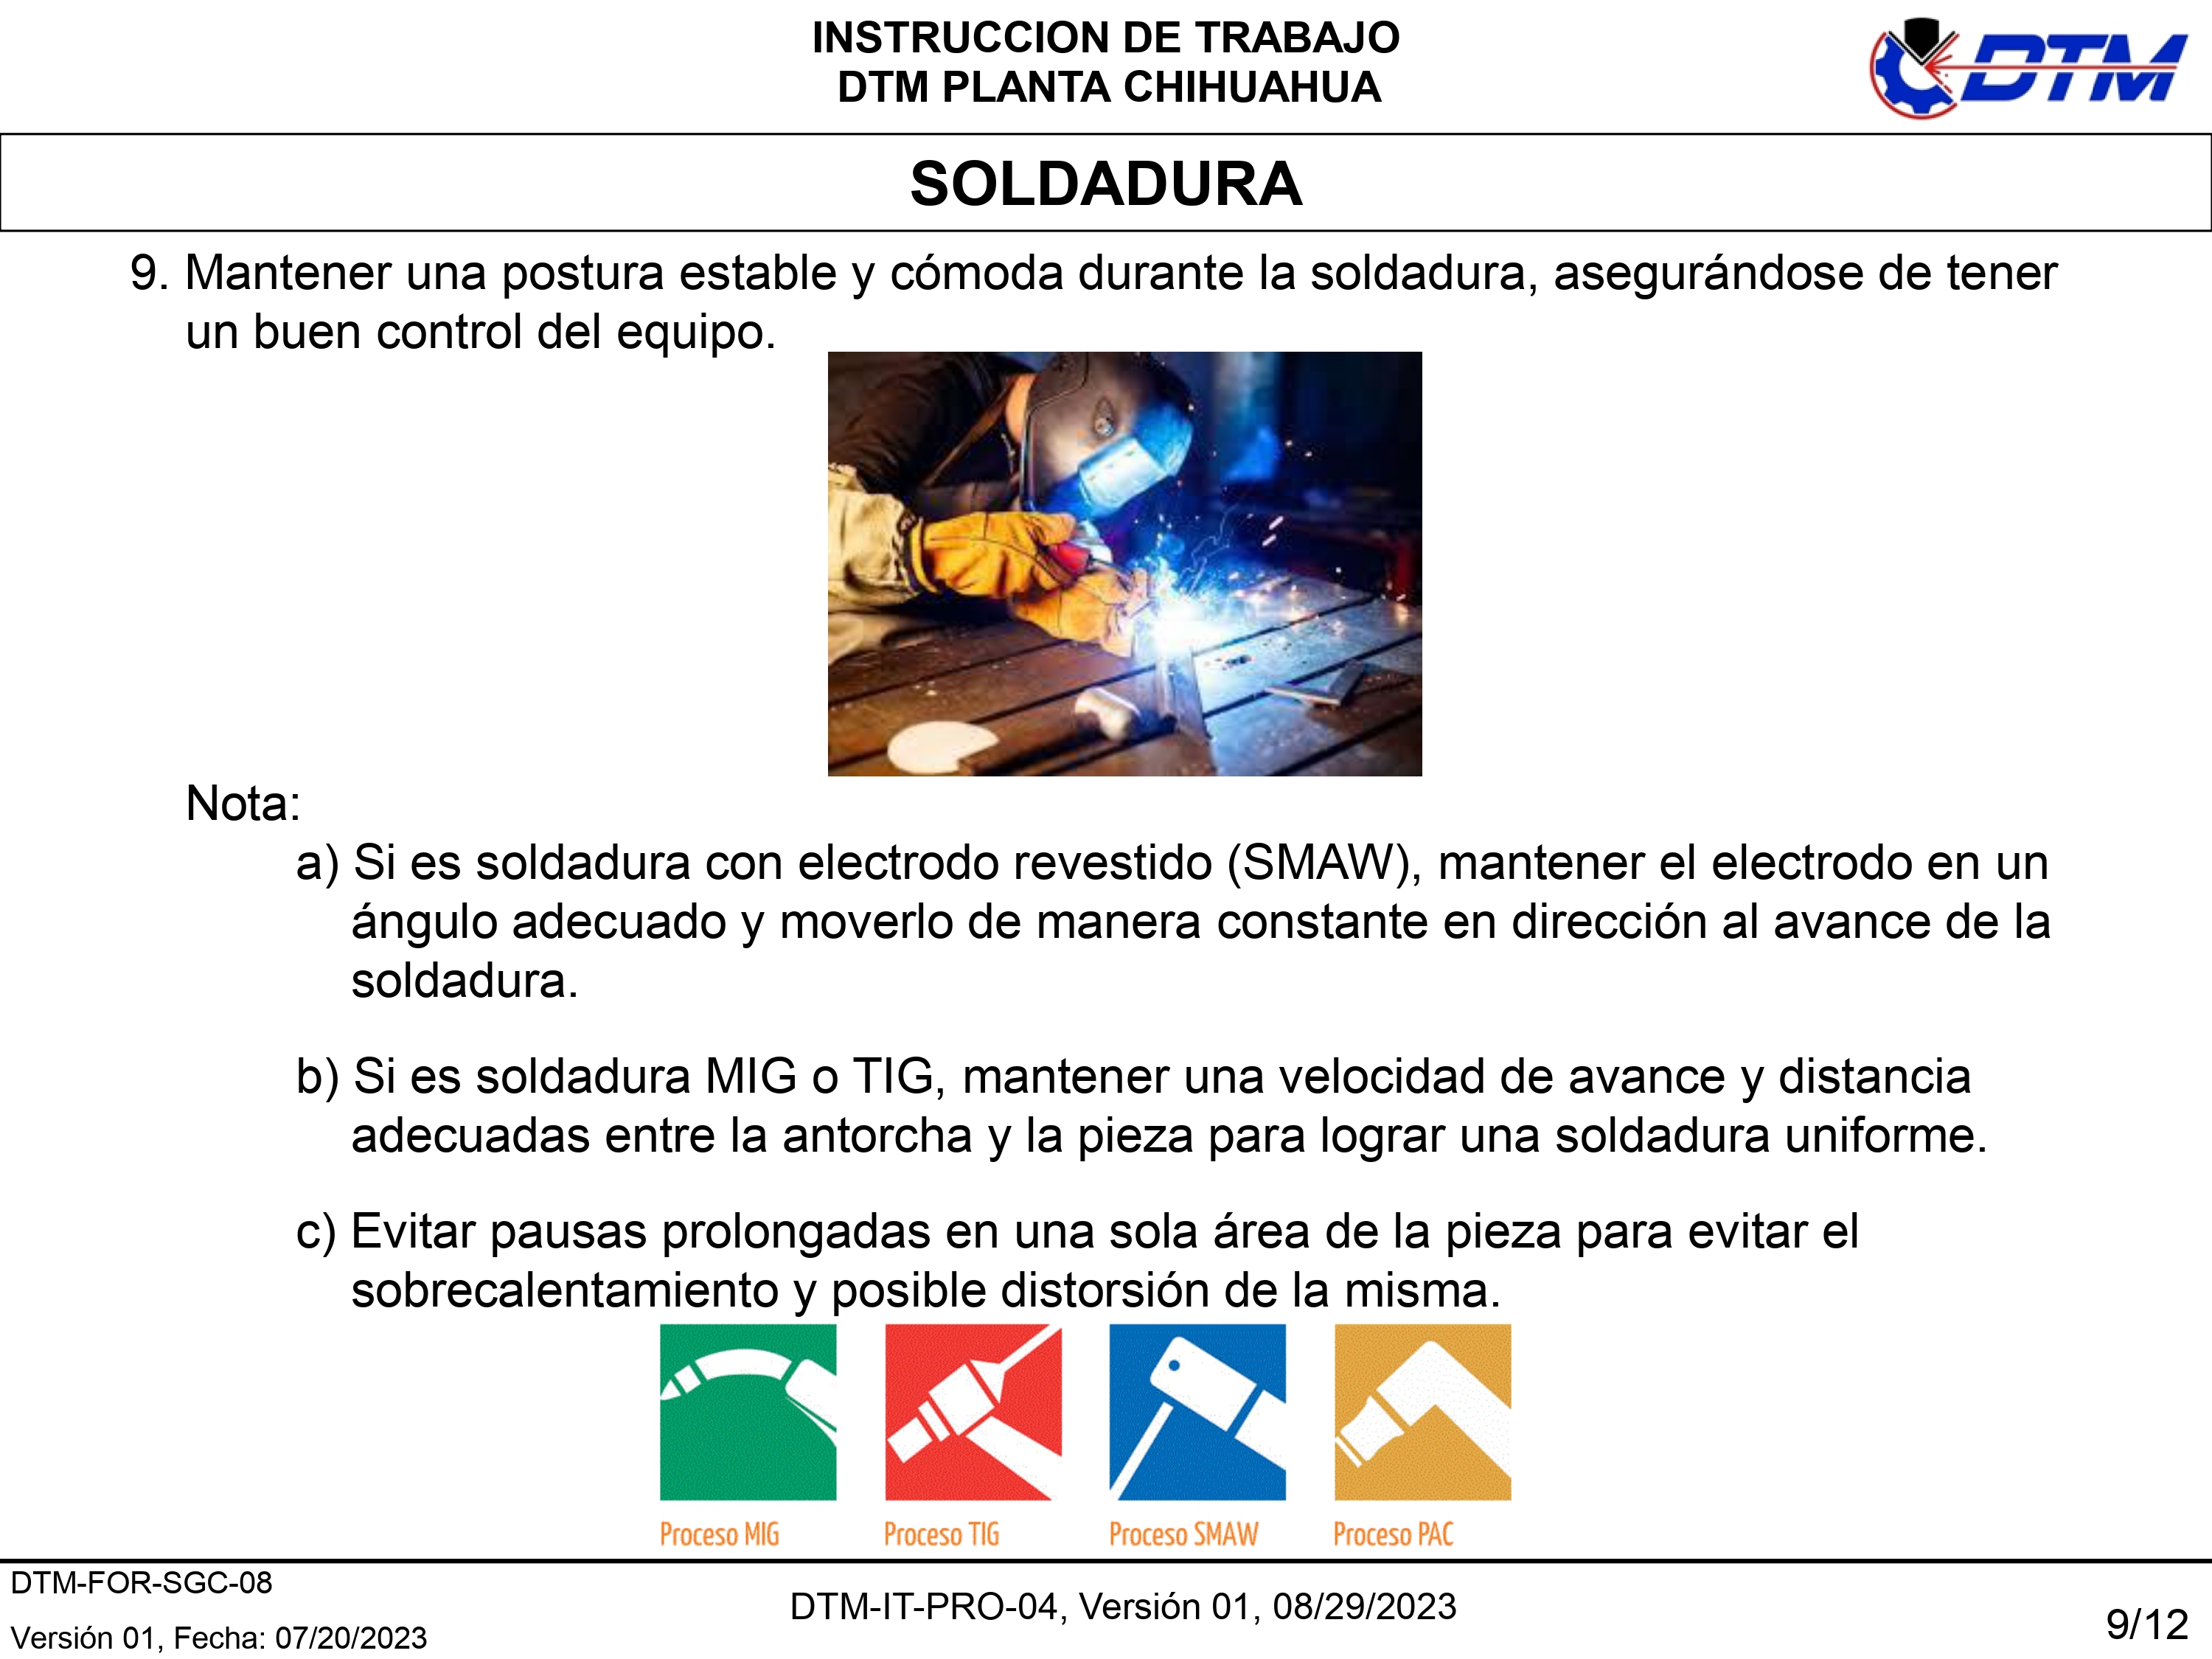 INSTRUCCION DE TRABAJO
DTM PLANTA CHIHUAHUA
DTM
SOLDADURA
9. Mantener una postura estable y cómoda durante la soldadura, asegurándose de tener
un buen control del equipo.
Nota:
a) Si es soldadura con electrodo revestido (SMAW), mantener el electrodo en un
ángulo adecuado y moverlo de manera constante en dirección al avance de la
soldadura.
b) Si es soldadura MIG o TIG, mantener una velocidad de avance y distancia
adecuadas entre la antorcha y la pieza para lograr una soldadura uniforme.
c) Evitar pausas prolongadas en una sola área de la pieza para evitar el
sobrecalentamiento y posible distorsión de la misma.
Proceso MIG
Proceso TIG
Proceso SMAW
Proceso PAC
DTM-FOR-SGC-08
Versión 01, Fecha: 07/20/2023
DTM-IT-PRO-04, Versión 01, 08/29/2023
9/12